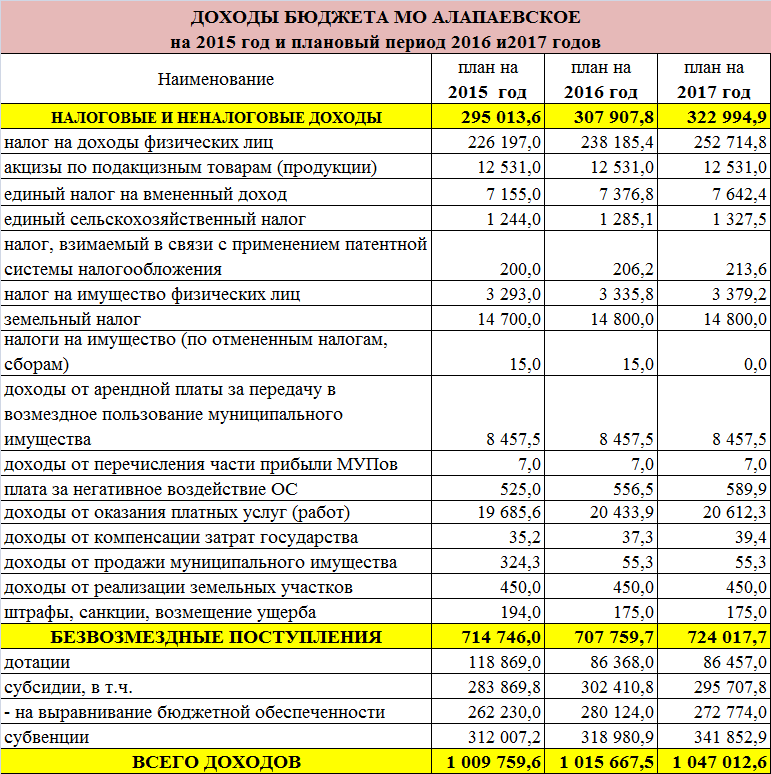 ДОХОДЫ БЮДЖЕТА МО АЛАПАЕВСКОЕ
на 2015 год и плановый период 2016 и2017 годов
Наименование план на 2015 год план на 2016 год план на 2017 год
НАЛОГОВЫЕ И НЕНАЛОГОВЫЕ ДОХОДЫ 295 013,6 307 907,8 322 994,9
налог на доходы физических лиц 226 197,0 238 185,4 252 714,8
акцизы по подакцизным товарам (продукции) 12 531,0 12 531,0 12 531,0
единый налог на вмененный доход 7 155,0 7 376,8 7 642,4
единый сельскохозяйственный налог 1 244,0 1 285,1 1 327,5
налог, взимаемый в связи с применением патентной
системы налогообложения 200,0 206,2 213,6
налог на имущество физических лиц 3 293,0 3 335,8 3 379,2
земельный налог 14 700,0 14 800,0 14 800,0
налоги на имущество (по отмененным налогам,
сборам) 15,0 15,0 0,0
доходы от арендной платы за передачу в
возмездное пользование муниципального
имущества 8 457,5 8 457,5 8 457,5
доходы от перечисления части прибыли МУПов 7,0 7,0 7,0
плата за негативное воздействие ОС 525,0 556,5 589,9
доходы от оказания платных услуг (работ) 19 685,6 20 433,9 20 612,3
доходы от компенсации затрат государства 35,2 37,3 39,4
доходы от продажи муниципального имущества 324,3 55,3 55,3
доходы от реализации земельных участков 450,0 450,0 450,0
штрафы, санкции, возмещение ущерба 194,0 175,0 175,0
БЕЗВОЗМЕЗДНЫЕ ПОСТУПЛЕНИЯ 714 746,0 707 759,7 724 017,7
дотации 118 869,0 86 368,0 86 457,0
субсидии, в т.ч. 283 869,8 302 410,8 295 707,8
- на выравнивание бюджетной обеспеченности 262 230,0 280 124,0 272 774,0
субвенции 312 007,2 318 980,9 341 852,9
ВСЕГО ДОХОДОВ 1 009 759,6 1 015 667,5 1 047 012,6